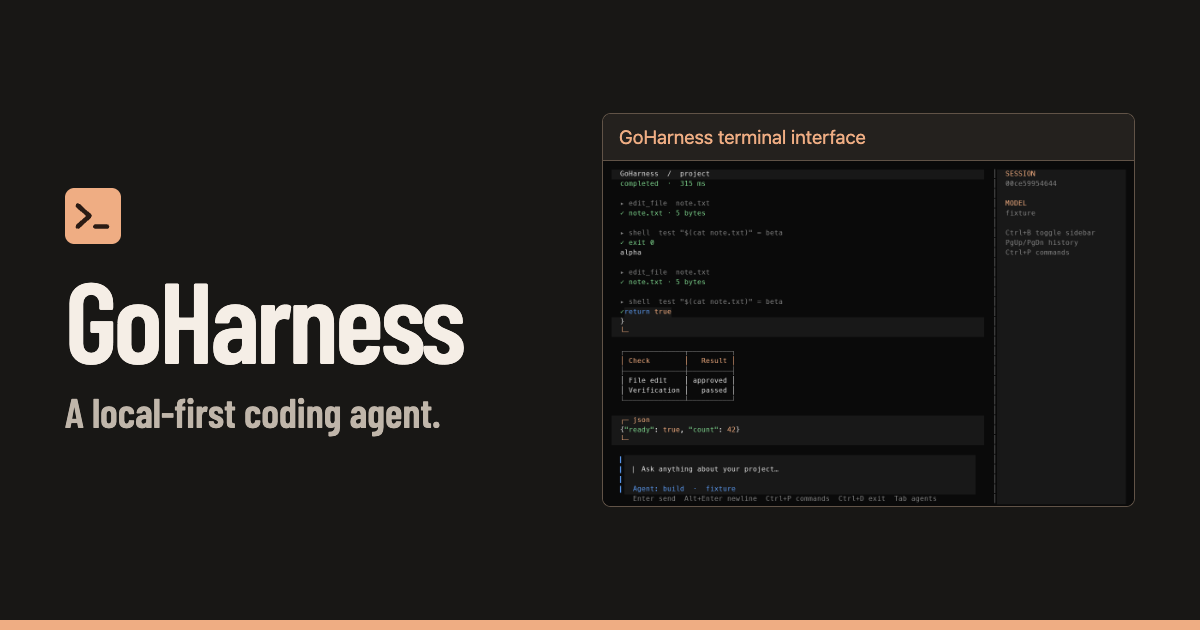 >_
GoHarness
A local-first coding agent.
GoHarness terminal interface
GoHarness / project
completed · 315 ms
▸ edit_file note.txt
✓ note.txt · 5 bytes
▸ shell test "$(cat note.txt)" = beta
✓ exit 0
alpha
▸ edit_file note.txt
✓ note.txt · 5 bytes
▸ shell test "$(cat note.txt)" = beta
✓return true
}
Check Result
File edit approved
Verification passed
json
{"ready": true, "count": 42}
Ask anything about your project…
Agent: build · fixture
Enter send Alt+Enter newline Ctrl+P commands Ctrl+D exit Tab agents
SESSION
00ce59954644
MODEL
fixture
Ctrl+B toggle sidebar
PgUp/PgDn history
Ctrl+P commands